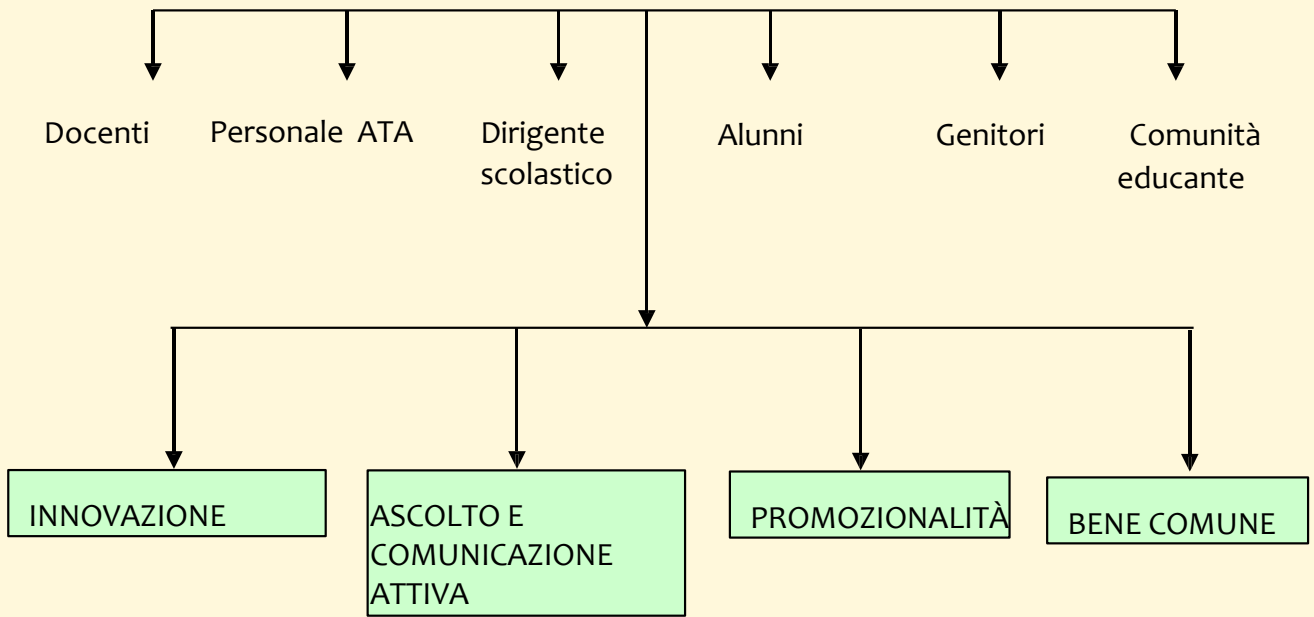 Docenti
Personale ATA
Dirigente
scolastico
Alunni
Genitori
Comunità
educante
INNOVAZIONE
ASCOLTO E
COMUNICAZIONE
ATTIVA
PROMOZIONALITÀ
BENE COMUNE